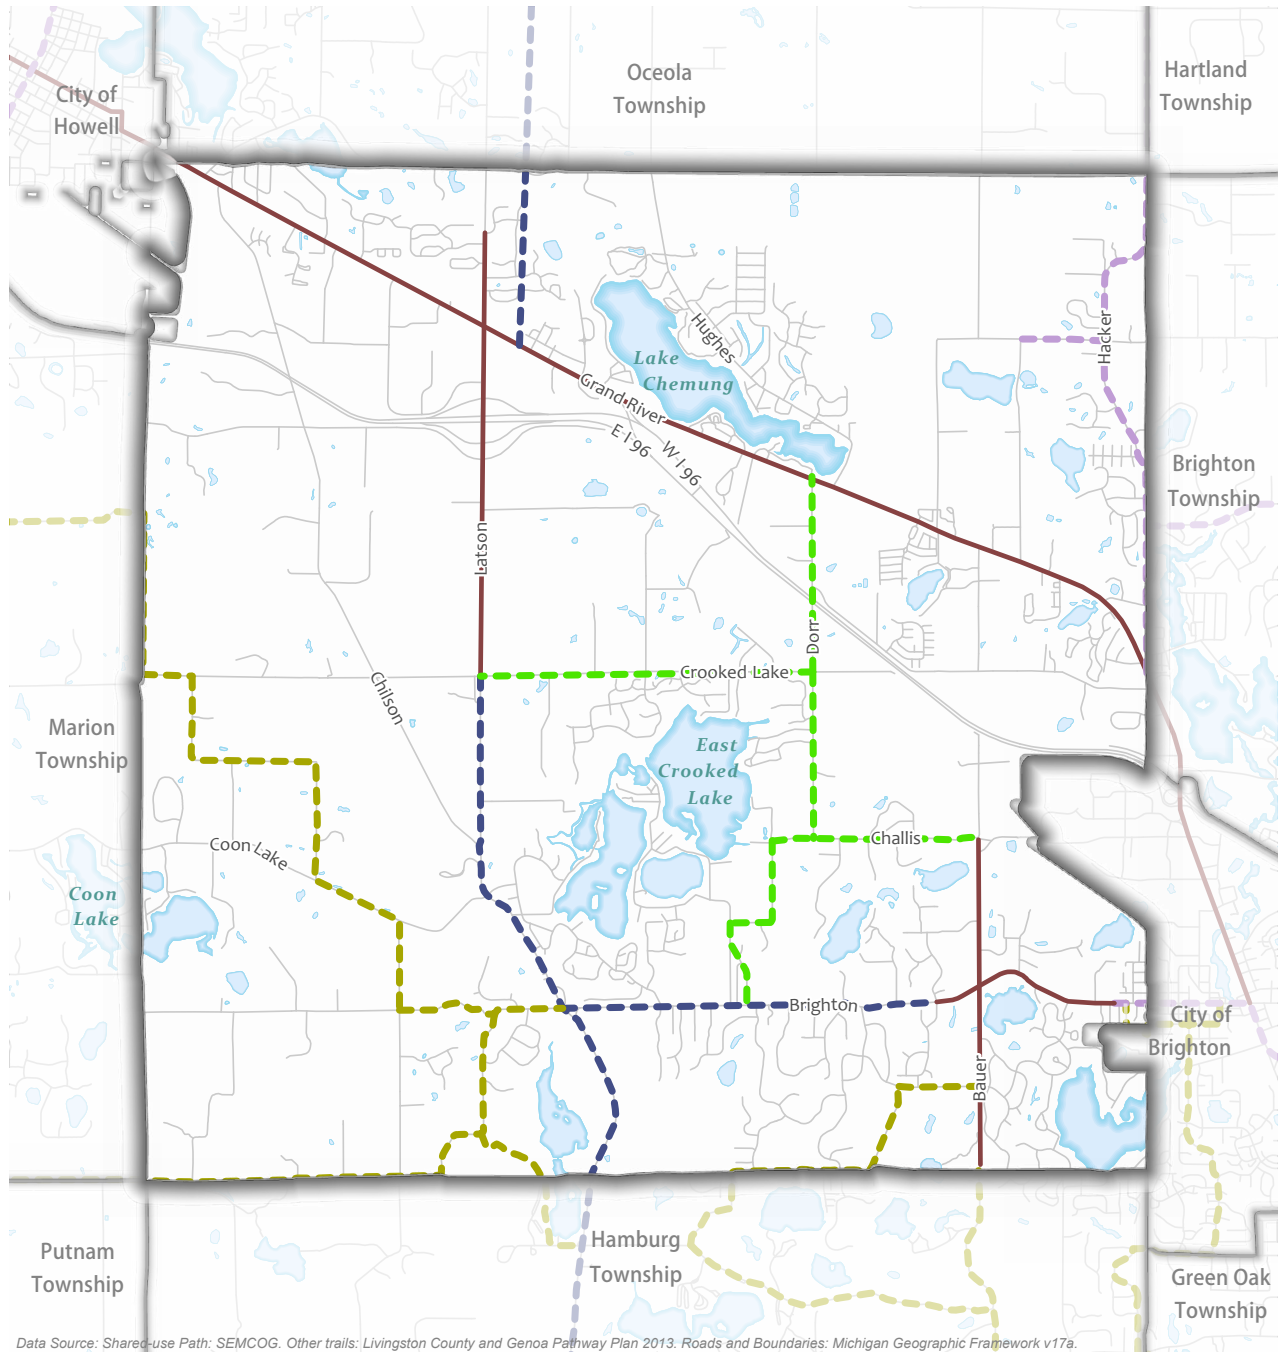 Oceola
Township
Hartland
Township
City of
Howell
Hughes
Hacker
Lake
Chemung
Grand River
E I 96
W I 96
Brighton
Township
Latson
Dorr
Crooked Lake
Chilson
Marion
Township
East
Crooked
Lake
Challis
Coon Lake
Coon
Lake
Brighton
City of
Brighton
Bauer
Putnam
Township
Hamburg
Township
Green Oak
Township
Data Source: Shared-use Path: SEMCOG. Other trails: Livingston County and Genoa Pathway Plan 2013. Roads and Boundaries: Michigan Geographic Framework v17a.